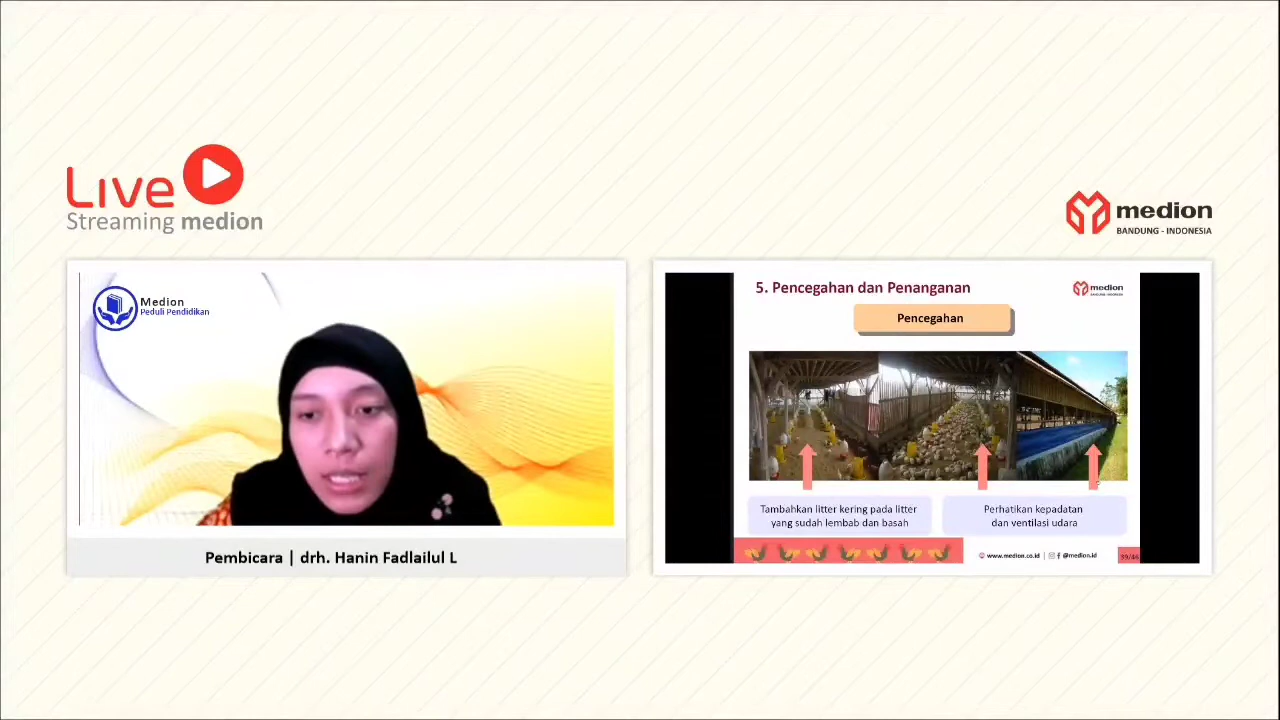 Live
Streaming medion
medion
BANDUNG - INDONESIA
Medion
Peduli Pendidikan
Pembicara | drh. Hanin Fadlailul L
5. Pencegahan dan Penanganan
medion
BANDUNG - INDONESIA
Pencegahan
Tambahkan litter kering pada litter
yang sudah lembab dan basah
Perhatikan kepadatan
dan ventilasi udara
www.medion.co.id | @medion.id